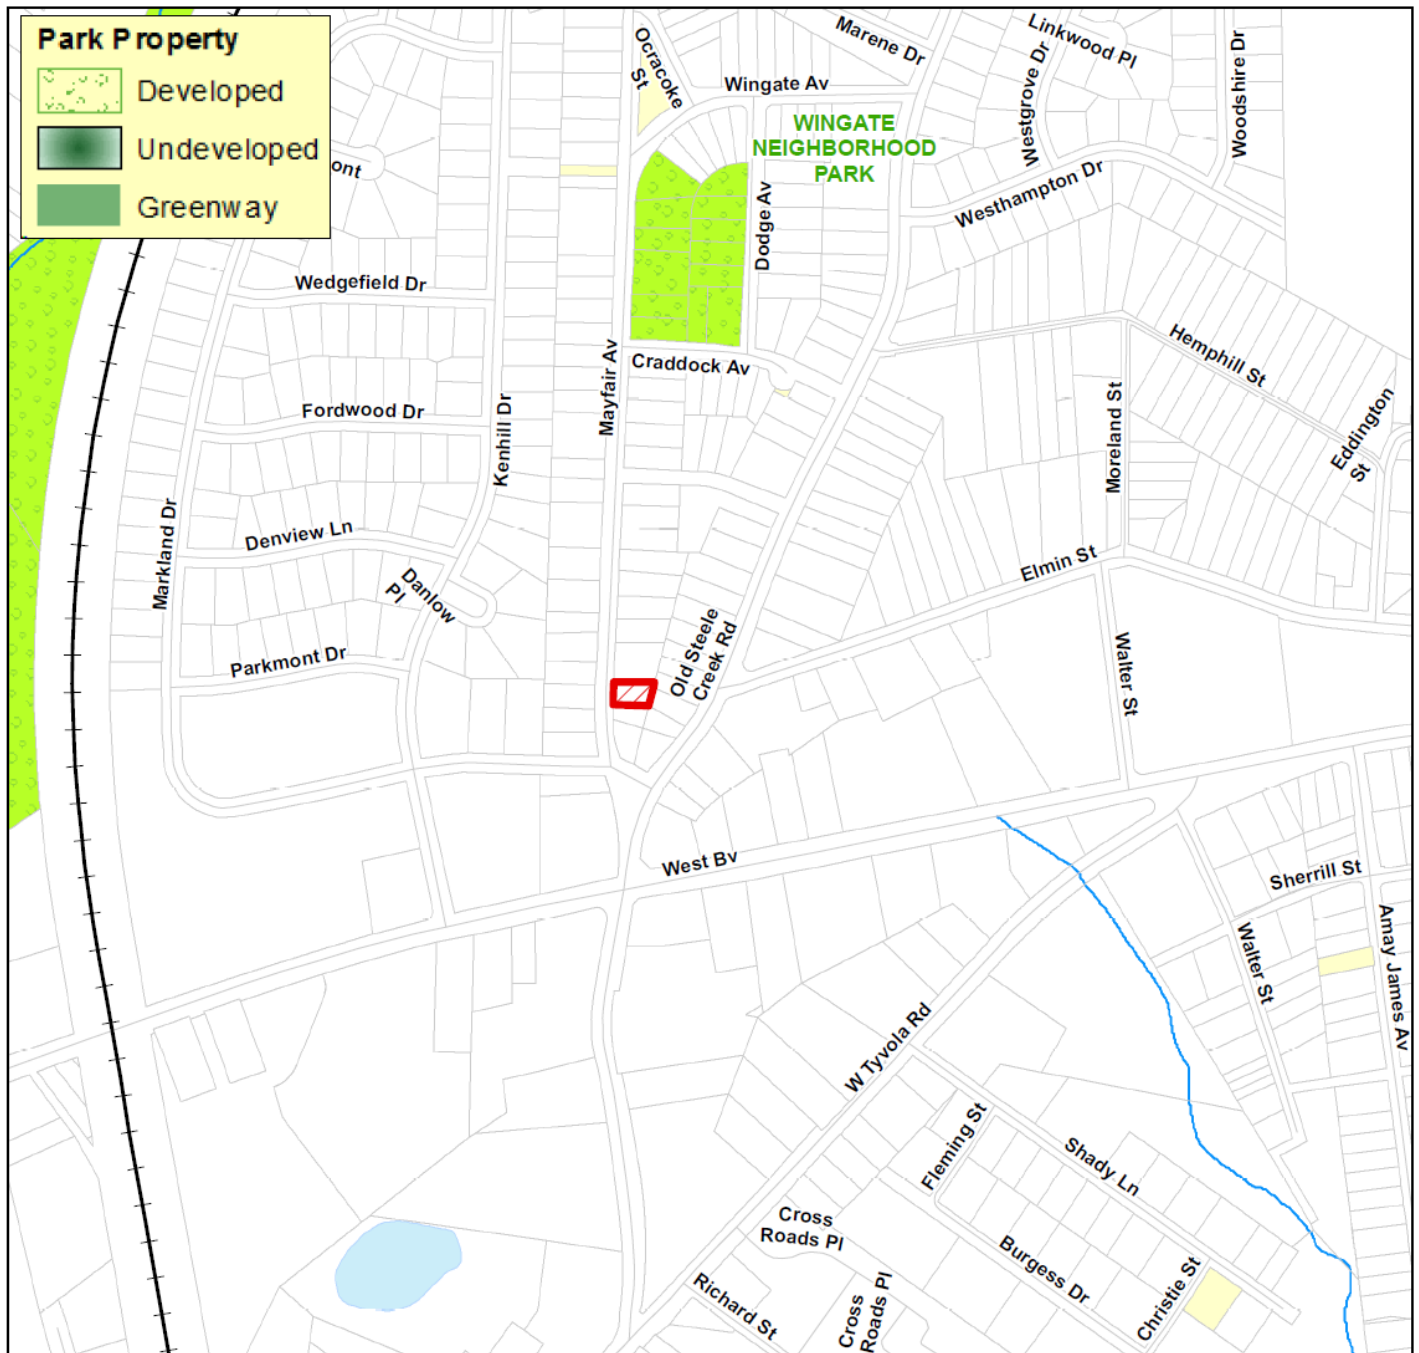 Park Property
Developed
Undeveloped
Greenway
ont
Ocracoke
St
Marene Dr
Linkwood Pl
Westgrove Dr
Woodshire Dr
Wingate Av
WINGATE
NEIGHBORHOOD
PARK
Dodge Av
Westhampton Dr
Wedgefield Dr
Craddock Av
Mayfair Av
Hemphill St
Fordwood Dr
Kenhill Dr
Moreland St
Eddington
St
Markland Dr
Denview Ln
Danlow
Pl
Elmin St
Parkmont Dr
Old Steele
Creek Rd
Walter St
West Bv
Sherrill St
Walter St
Amay James Av
W Tyvola Rd
Fleming St
Shady Ln
Cross
Roads Pl
Burgess Dr
Christie St
Richard St
Cross
Roads Pl